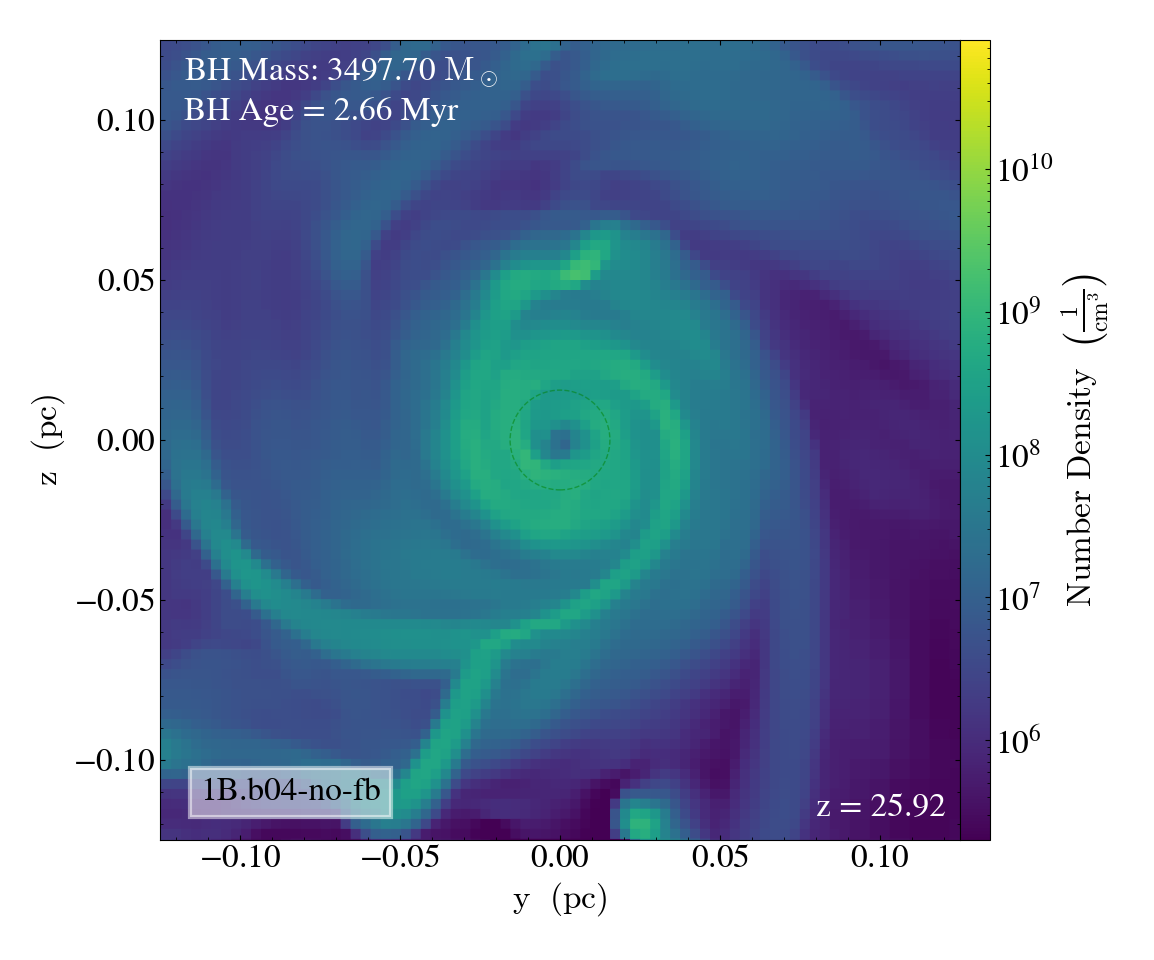 BH Mass: 3497.70 M⊙
BH Age = 2.66 Myr
0.10
0.05
0.00
−0.05
−0.10
z (pc)
1B.b04-no-fb
z = 25.92
−0.10 −0.05 0.00 0.05 0.10
y (pc)
10¹⁰
10⁹
10⁸
10⁷
10⁶
Number Density (1/cm³)